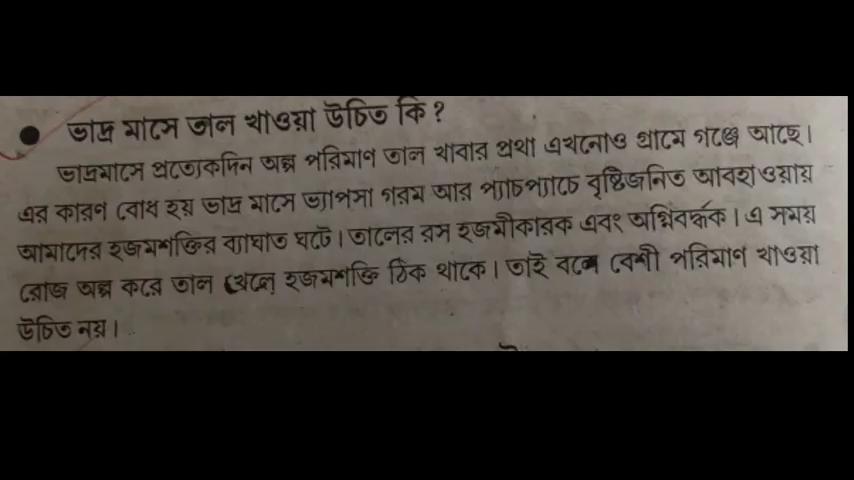 ● ভাদ্র মাসে তাল খাওয়া উচিত কি ?
ভাদ্রমাসে প্রত্যেকদিন অল্প পরিমাণ তাল খাবার প্রথা এখনোও গ্রামে গঞ্জে আছে।
এর কারণ বোধ হয় ভাদ্র মাসে ভ্যাপসা গরম আর প্যাচপ্যাচে বৃষ্টিজনিত আবহাওয়ায়
আমাদের হজমশক্তির ব্যাঘাত ঘটে। তালের রস হজমীকারক এবং অগ্নিবর্দ্ধক। এ সময়
রোজ অল্প করে তাল খেলে হজমশক্তি ঠিক থাকে। তাই বলে বেশী পরিমাণ খাওয়া
উচিত নয়।